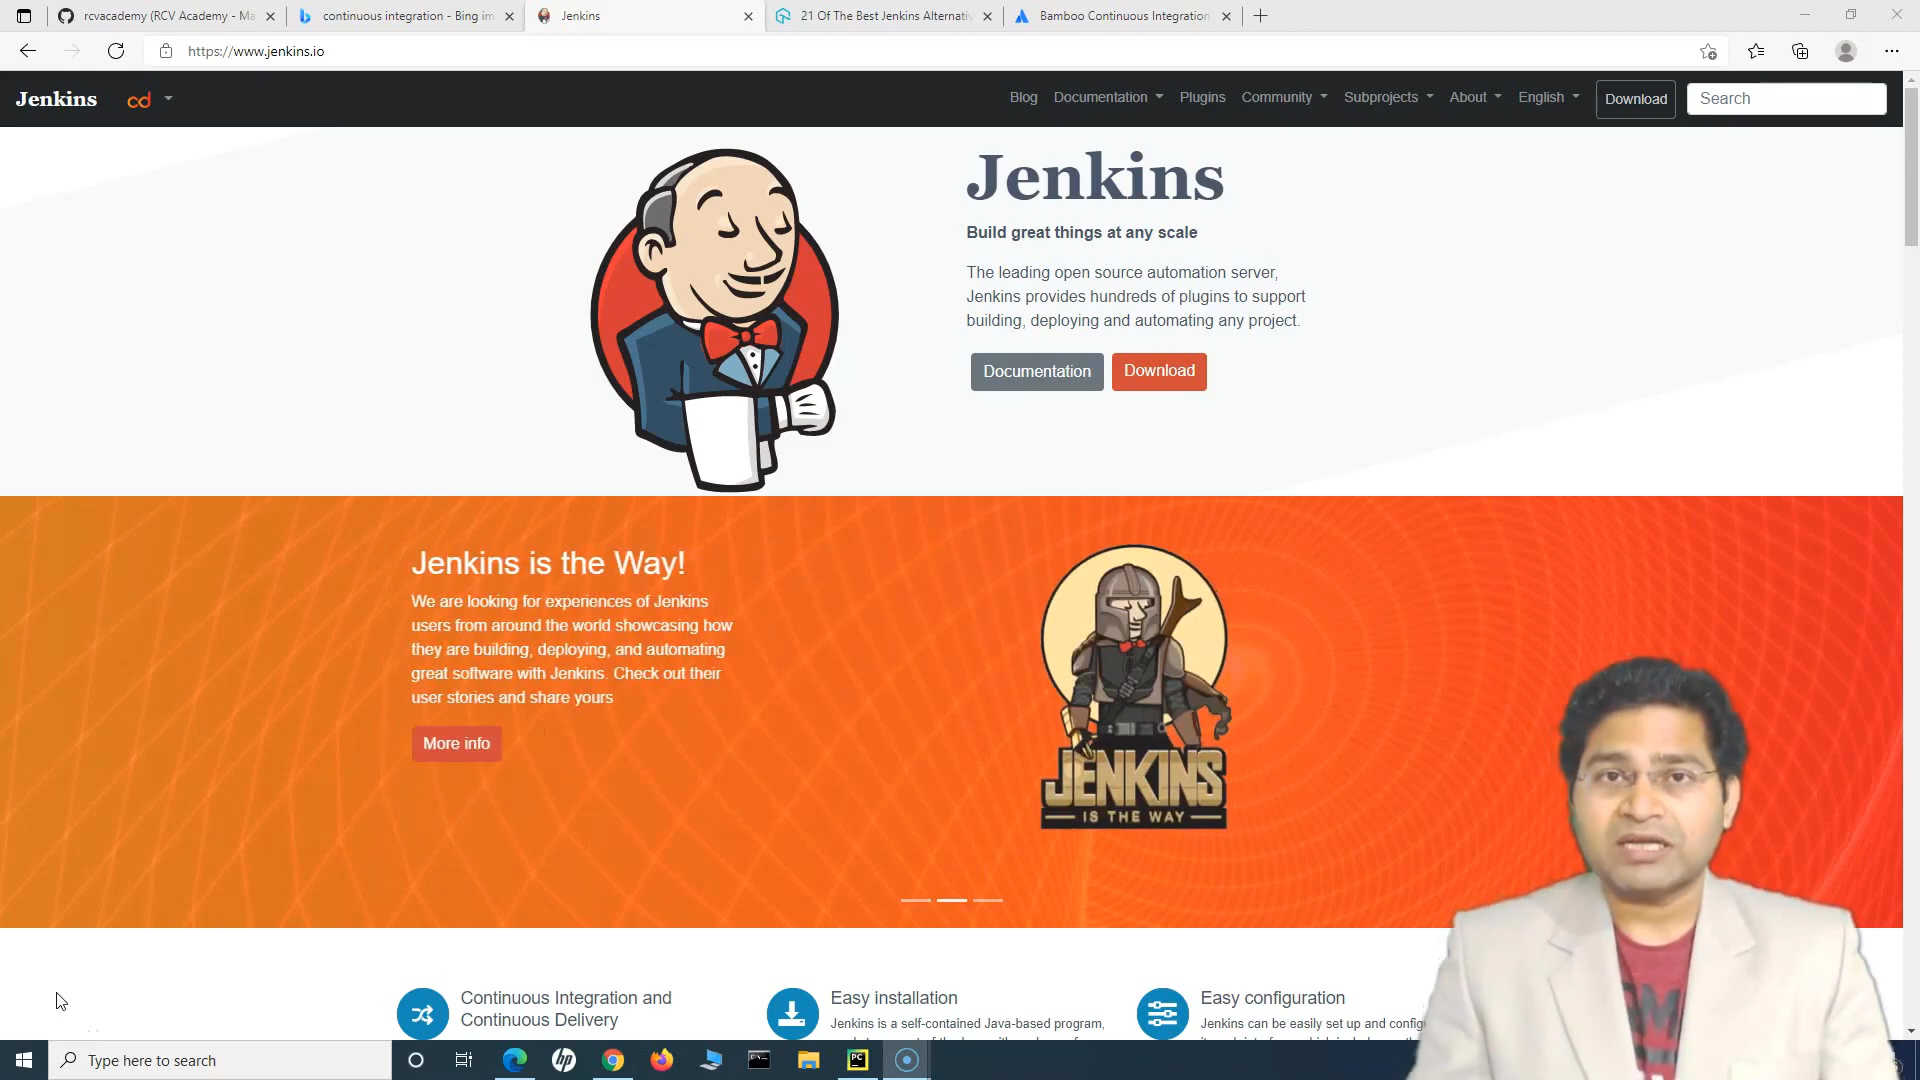 rcvacademy (RCV Academy - Ma
continuous integration - Bing im
Jenkins
21 Of The Best Jenkins Alternativ
Bamboo Continuous Integration
https://www.jenkins.io
Jenkins
cd
Blog
Documentation
Plugins
Community
Subprojects
About
English
Download
Search
Jenkins
Build great things at any scale
The leading open source automation server,
Jenkins provides hundreds of plugins to support
building, deploying and automating any project.
Documentation
Download
Jenkins is the Way!
We are looking for experiences of Jenkins
users from around the world showcasing how
they are building, deploying, and automating
great software with Jenkins. Check out their
user stories and share yours
More info
JENKINS
IS THE WAY
Continuous Integration and
Continuous Delivery
Easy installation
Jenkins is a self-contained Java-based program,
Easy configuration
Jenkins can be easily set up and config
Type here to search
hp
PC